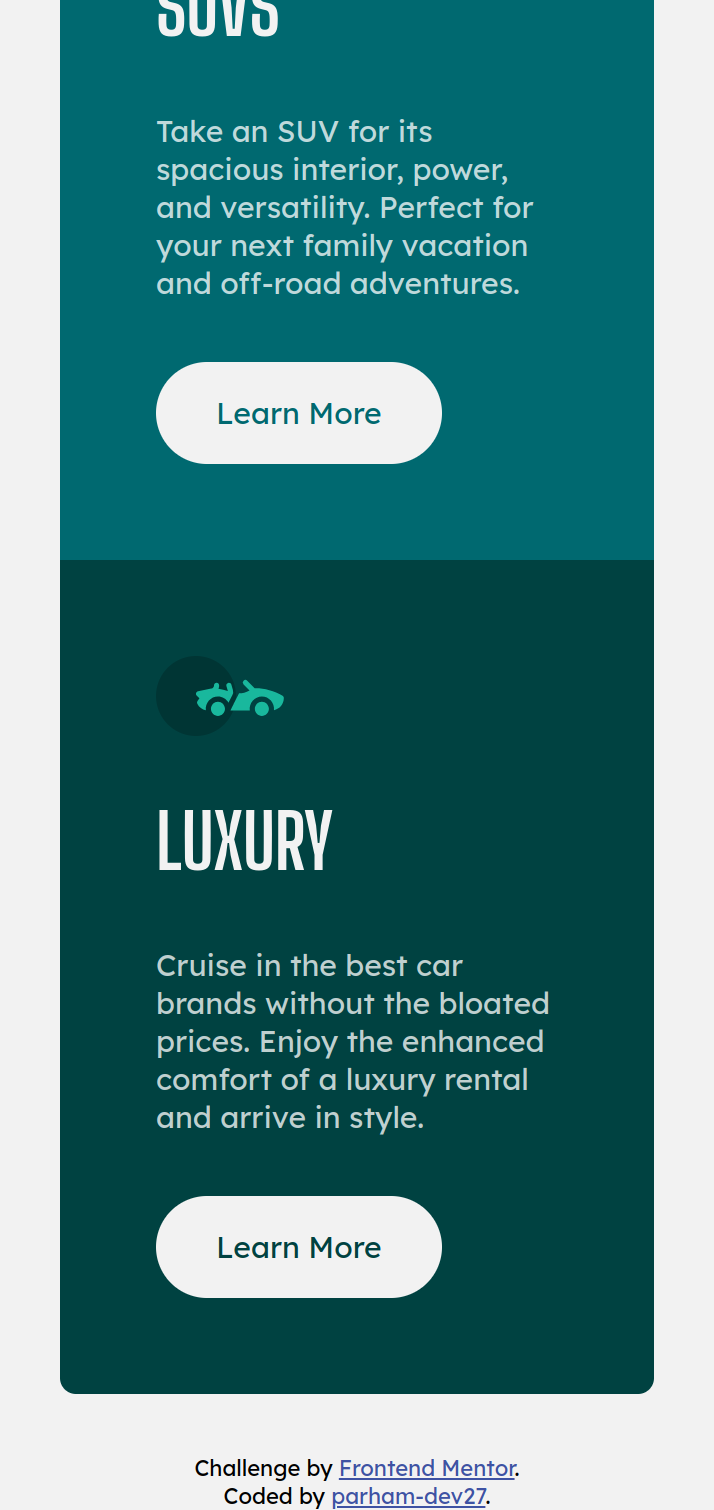 SUVS
Take an SUV for its
spacious interior, power,
and versatility. Perfect for
your next family vacation
and off-road adventures.
Learn More
LUXURY
Cruise in the best car
brands without the bloated
prices. Enjoy the enhanced
comfort of a luxury rental
and arrive in style.
Learn More
Challenge by Frontend Mentor.
Coded by parham-dev27.